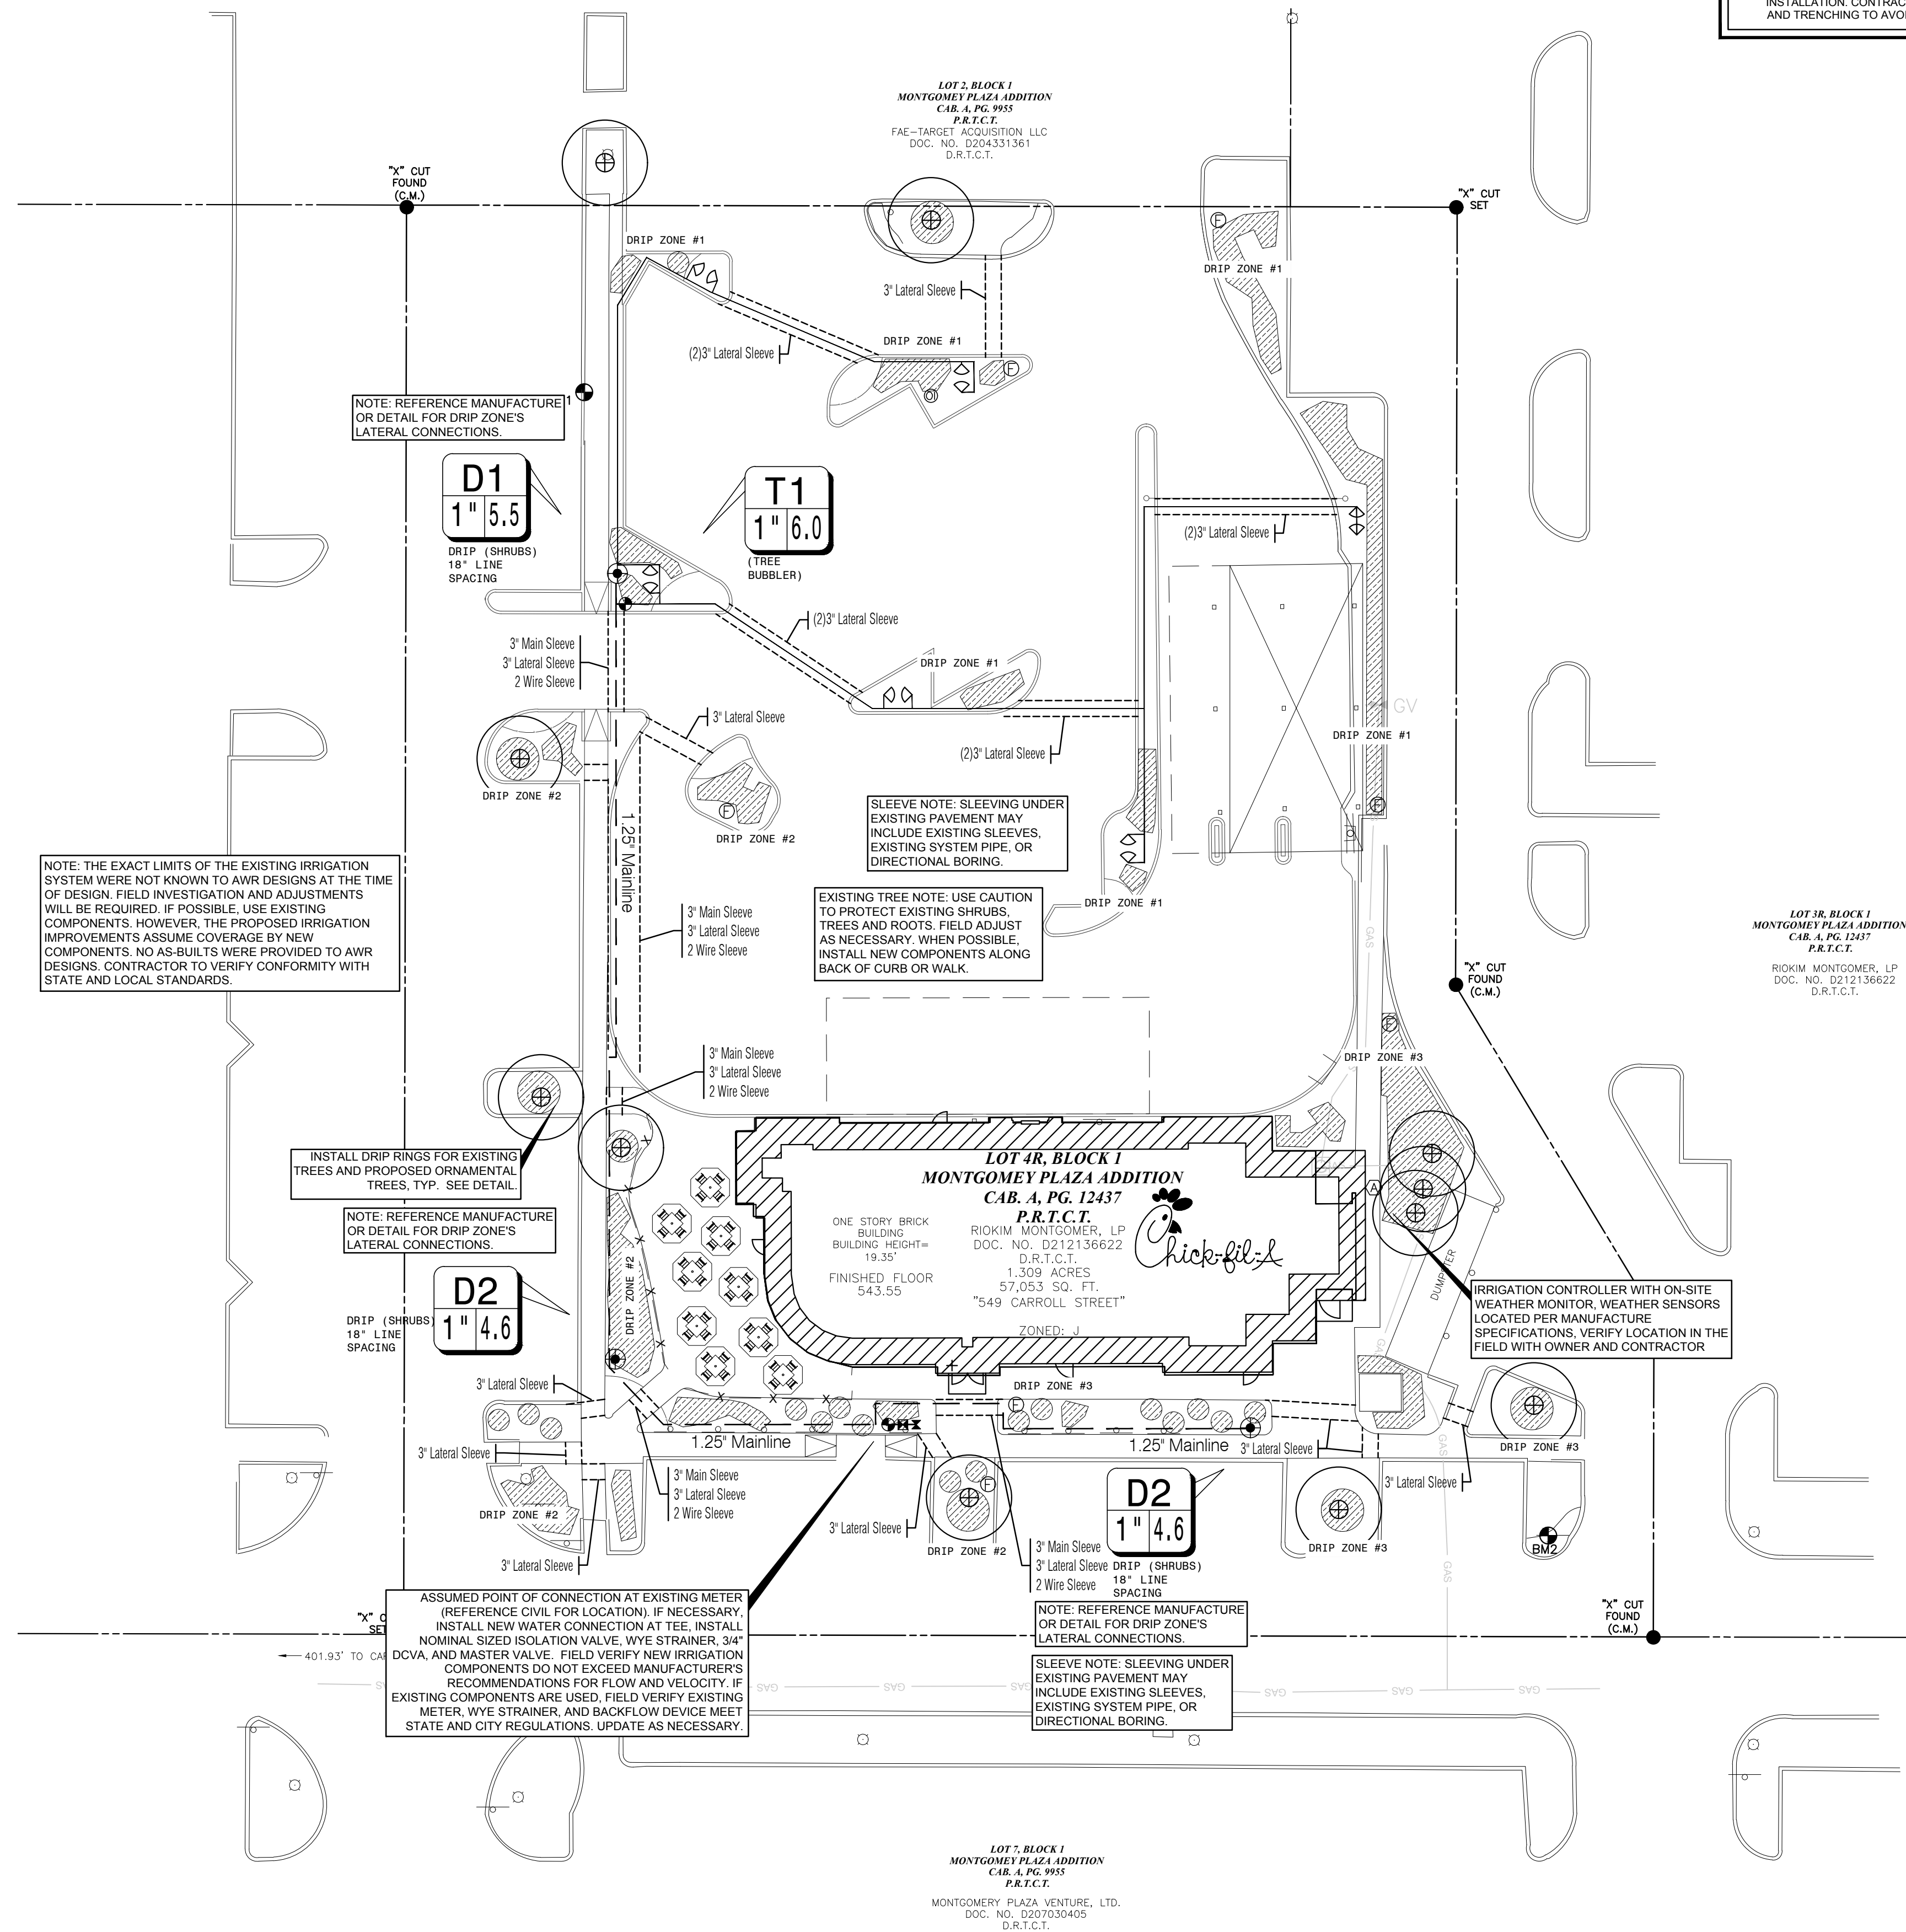 INSTALLATION. CONTRAC
AND TRENCHING TO AVO
LOT 2, BLOCK 1
MONTGOMEY PLAZA ADDITION
CAB. A, PG. 9955
P.R.T.C.T.
FAE-TARGET ACQUISITION LLC
DOC. NO. D204331361
D.R.T.C.T.
"X" CUT
FOUND
(C.M.)
"X" CUT
SET
DRIP ZONE #1
3" Lateral Sleeve
E
DRIP ZONE #1
(2)3" Lateral Sleeve
DRIP ZONE #1
E
NOTE: REFERENCE MANUFACTURE
OR DETAIL FOR DRIP ZONE'S
LATERAL CONNECTIONS.
1
D1
1" 5.5
DRIP (SHRUBS)
18" LINE
SPACING
T1
1" 6.0
(TREE
BUBBLER)
(2)3" Lateral Sleeve
(2)3" Lateral Sleeve
3" Main Sleeve
3" Lateral Sleeve
2 Wire Sleeve
DRIP ZONE #1
3" Lateral Sleeve
(2)3" Lateral Sleeve
GV
DRIP ZONE #1
DRIP ZONE #2
E
DRIP ZONE #2
1.25" Mainline
SLEEVE NOTE: SLEEVING UNDER
EXISTING PAVEMENT MAY
INCLUDE EXISTING SLEEVES,
EXISTING SYSTEM PIPE, OR
DIRECTIONAL BORING.
E
NOTE: THE EXACT LIMITS OF THE EXISTING IRRIGATION
SYSTEM WERE NOT KNOWN TO AWR DESIGNS AT THE TIME
OF DESIGN. FIELD INVESTIGATION AND ADJUSTMENTS
WILL BE REQUIRED. IF POSSIBLE, USE EXISTING
COMPONENTS. HOWEVER, THE PROPOSED IRRIGATION
IMPROVEMENTS ASSUME COVERAGE BY NEW
COMPONENTS. NO AS-BUILTS WERE PROVIDED TO AWR
DESIGNS. CONTRACTOR TO VERIFY CONFORMITY WITH
STATE AND LOCAL STANDARDS.
3" Main Sleeve
3" Lateral Sleeve
2 Wire Sleeve
EXISTING TREE NOTE: USE CAUTION
TO PROTECT EXISTING SHRUBS,
TREES AND ROOTS. FIELD ADJUST
AS NECESSARY. WHEN POSSIBLE,
INSTALL NEW COMPONENTS ALONG
BACK OF CURB OR WALK.
DRIP ZONE #1
GAS
LOT 3R, BLOCK 1
MONTGOMEY PLAZA ADDITION
CAB. A, PG. 12437
P.R.T.C.T.
RIOKIM MONTGOMER, LP
DOC. NO. D212136622
D.R.T.C.T.
"X" CUT
FOUND
(C.M.)
E
3" Main Sleeve
3" Lateral Sleeve
2 Wire Sleeve
DRIP ZONE #3
INSTALL DRIP RINGS FOR EXISTING
TREES AND PROPOSED ORNAMENTAL
TREES, TYP. SEE DETAIL.
NOTE: REFERENCE MANUFACTURE
OR DETAIL FOR DRIP ZONE'S
LATERAL CONNECTIONS.
LOT 4R, BLOCK 1
MONTGOMEY PLAZA ADDITION
CAB. A, PG. 12437
P.R.T.C.T.
RIOKIM MONTGOMER, LP
DOC. NO. D212136622
D.R.T.C.T.
1.309 ACRES
57,053 SQ. FT.
"549 CARROLL STREET"
ZONED: J
ONE STORY BRICK
BUILDING
BUILDING HEIGHT=
19.35'
FINISHED FLOOR
543.55
Chick-fil-A
A
DUMPSTER
DRIP ZONE #2
D2
1" 4.6
DRIP (SHRUBS)
18" LINE
SPACING
IRRIGATION CONTROLLER WITH ON-SITE
WEATHER MONITOR, WEATHER SENSORS
LOCATED PER MANUFACTURE
SPECIFICATIONS, VERIFY LOCATION IN THE
FIELD WITH OWNER AND CONTRACTOR
GAS
3" Lateral Sleeve
DRIP ZONE #3
E
1.25" Mainline
1.25" Mainline
3" Lateral Sleeve
DRIP ZONE #3
3" Lateral Sleeve
GAS
3" Main Sleeve
3" Lateral Sleeve
2 Wire Sleeve
3" Lateral Sleeve
E
DRIP ZONE #2
3" Lateral Sleeve
DRIP ZONE #2
D2
1" 4.6
DRIP (SHRUBS)
18" LINE
SPACING
3" Main Sleeve
3" Lateral Sleeve
2 Wire Sleeve
DRIP ZONE #3
BM2
3" Lateral Sleeve
GAS
ASSUMED POINT OF CONNECTION AT EXISTING METER
(REFERENCE CIVIL FOR LOCATION). IF NECESSARY,
INSTALL NEW WATER CONNECTION AT TEE, INSTALL
NOMINAL SIZED ISOLATION VALVE, WYE STRAINER, 3/4"
DCVA, AND MASTER VALVE. FIELD VERIFY NEW IRRIGATION
COMPONENTS DO NOT EXCEED MANUFACTURER'S
RECOMMENDATIONS FOR FLOW AND VELOCITY. IF
EXISTING COMPONENTS ARE USED, FIELD VERIFY EXISTING
METER, WYE STRAINER, AND BACKFLOW DEVICE MEET
STATE AND CITY REGULATIONS. UPDATE AS NECESSARY.
"X" C
SET
401.93' TO CA
NOTE: REFERENCE MANUFACTURE
OR DETAIL FOR DRIP ZONE'S
LATERAL CONNECTIONS.
"X" CUT
FOUND
(C.M.)
SLEEVE NOTE: SLEEVING UNDER
EXISTING PAVEMENT MAY
INCLUDE EXISTING SLEEVES,
EXISTING SYSTEM PIPE, OR
DIRECTIONAL BORING.
GAS
GAS
GAS
GAS
GAS
GAS
LOT 7, BLOCK 1
MONTGOMEY PLAZA ADDITION
CAB. A, PG. 9955
P.R.T.C.T.
MONTGOMERY PLAZA VENTURE, LTD.
DOC. NO. D207030405
D.R.T.C.T.